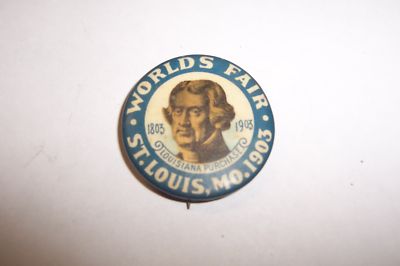 WORLDS FAIR
1803 1903
LOUISIANA PURCHASE
ST. LOUIS, MO. 1903